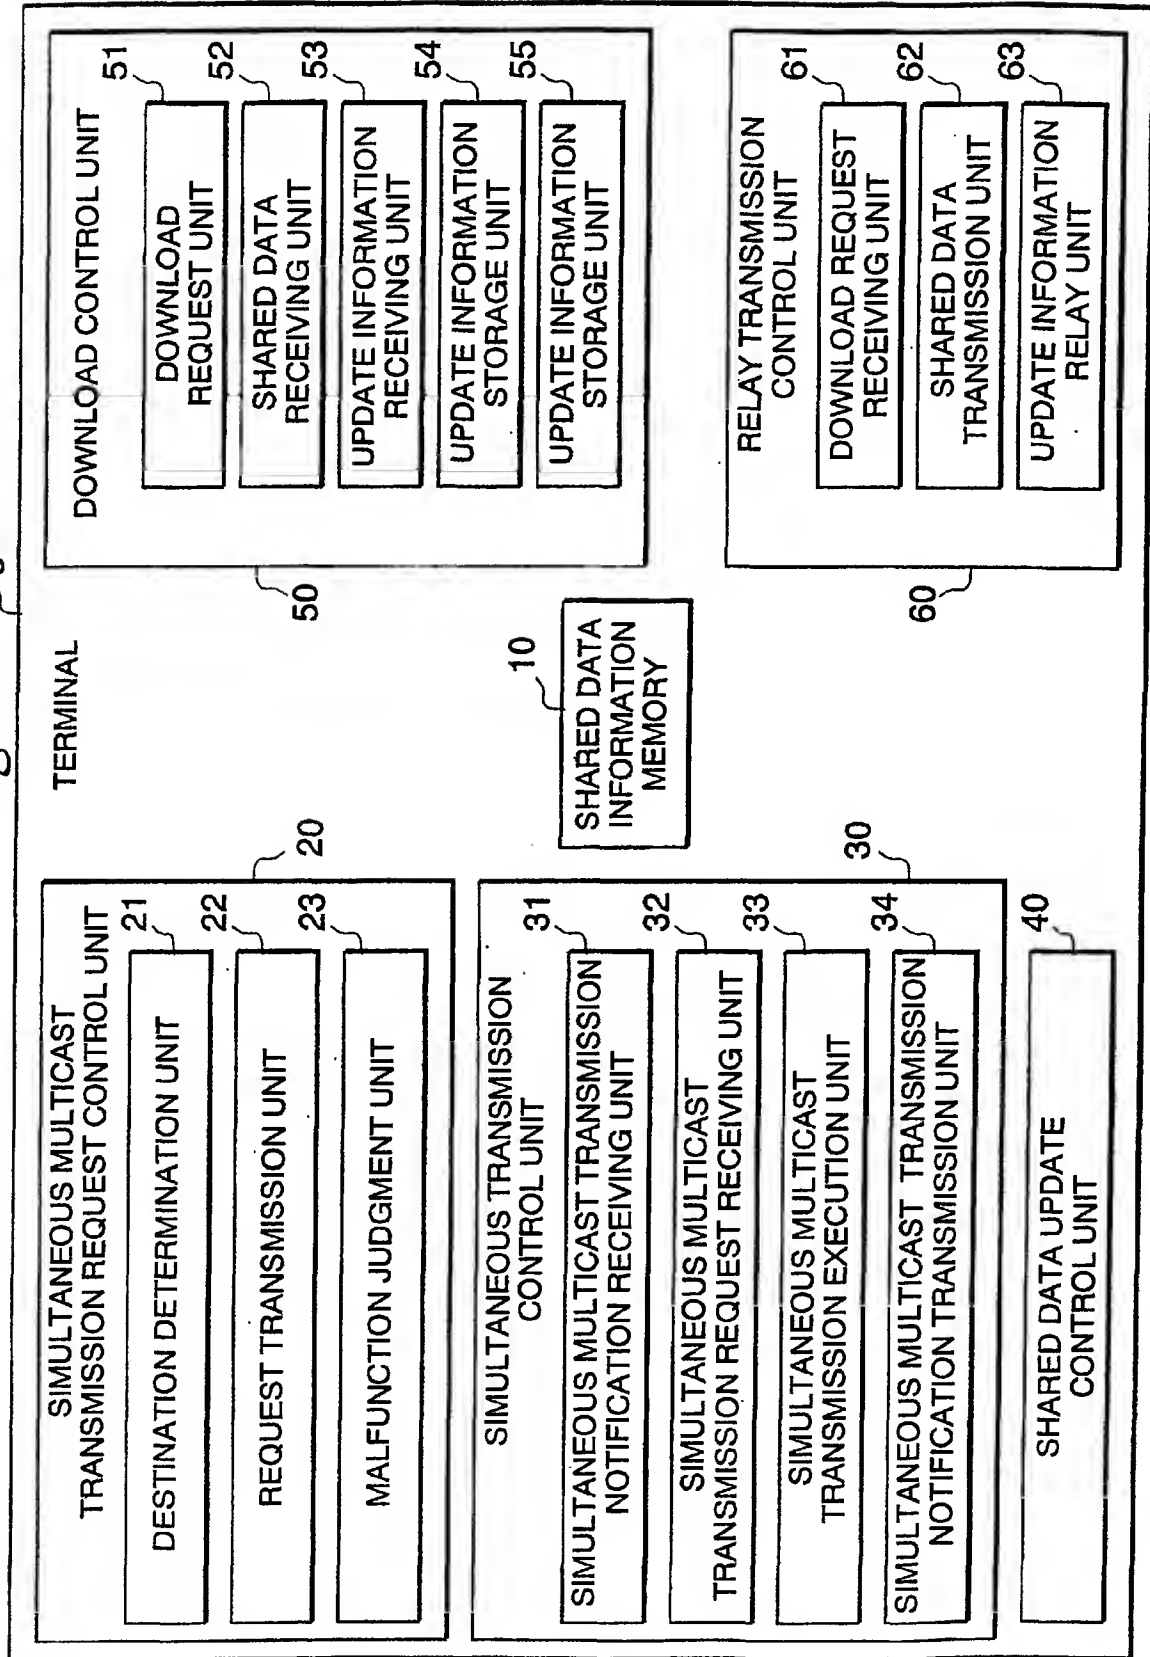 TERMINAL
SIMULTANEOUS MULTICAST
TRANSMISSION REQUEST CONTROL UNIT
20
21
DESTINATION DETERMINATION UNIT
22
REQUEST TRANSMISSION UNIT
23
MALFUNCTION JUDGMENT UNIT
SIMULTANEOUS TRANSMISSION
CONTROL UNIT
30
31
SIMULTANEOUS MULTICAST TRANSMISSION
NOTIFICATION RECEIVING UNIT
32
SIMULTANEOUS MULTICAST
TRANSMISSION REQUEST RECEIVING UNIT
33
SIMULTANEOUS MULTICAST
TRANSMISSION EXECUTION UNIT
34
SIMULTANEOUS MULTICAST TRANSMISSION
NOTIFICATION TRANSMISSION UNIT
40
SHARED DATA UPDATE
CONTROL UNIT
10
SHARED DATA
INFORMATION
MEMORY
DOWNLOAD CONTROL UNIT
50
51
DOWNLOAD
REQUEST UNIT
52
SHARED DATA
RECEIVING UNIT
53
UPDATE INFORMATION
RECEIVING UNIT
54
UPDATE INFORMATION
STORAGE UNIT
55
UPDATE INFORMATION
STORAGE UNIT
RELAY TRANSMISSION
CONTROL UNIT
60
61
DOWNLOAD REQUEST
RECEIVING UNIT
62
SHARED DATA
TRANSMISSION UNIT
63
UPDATE INFORMATION
RELAY UNIT